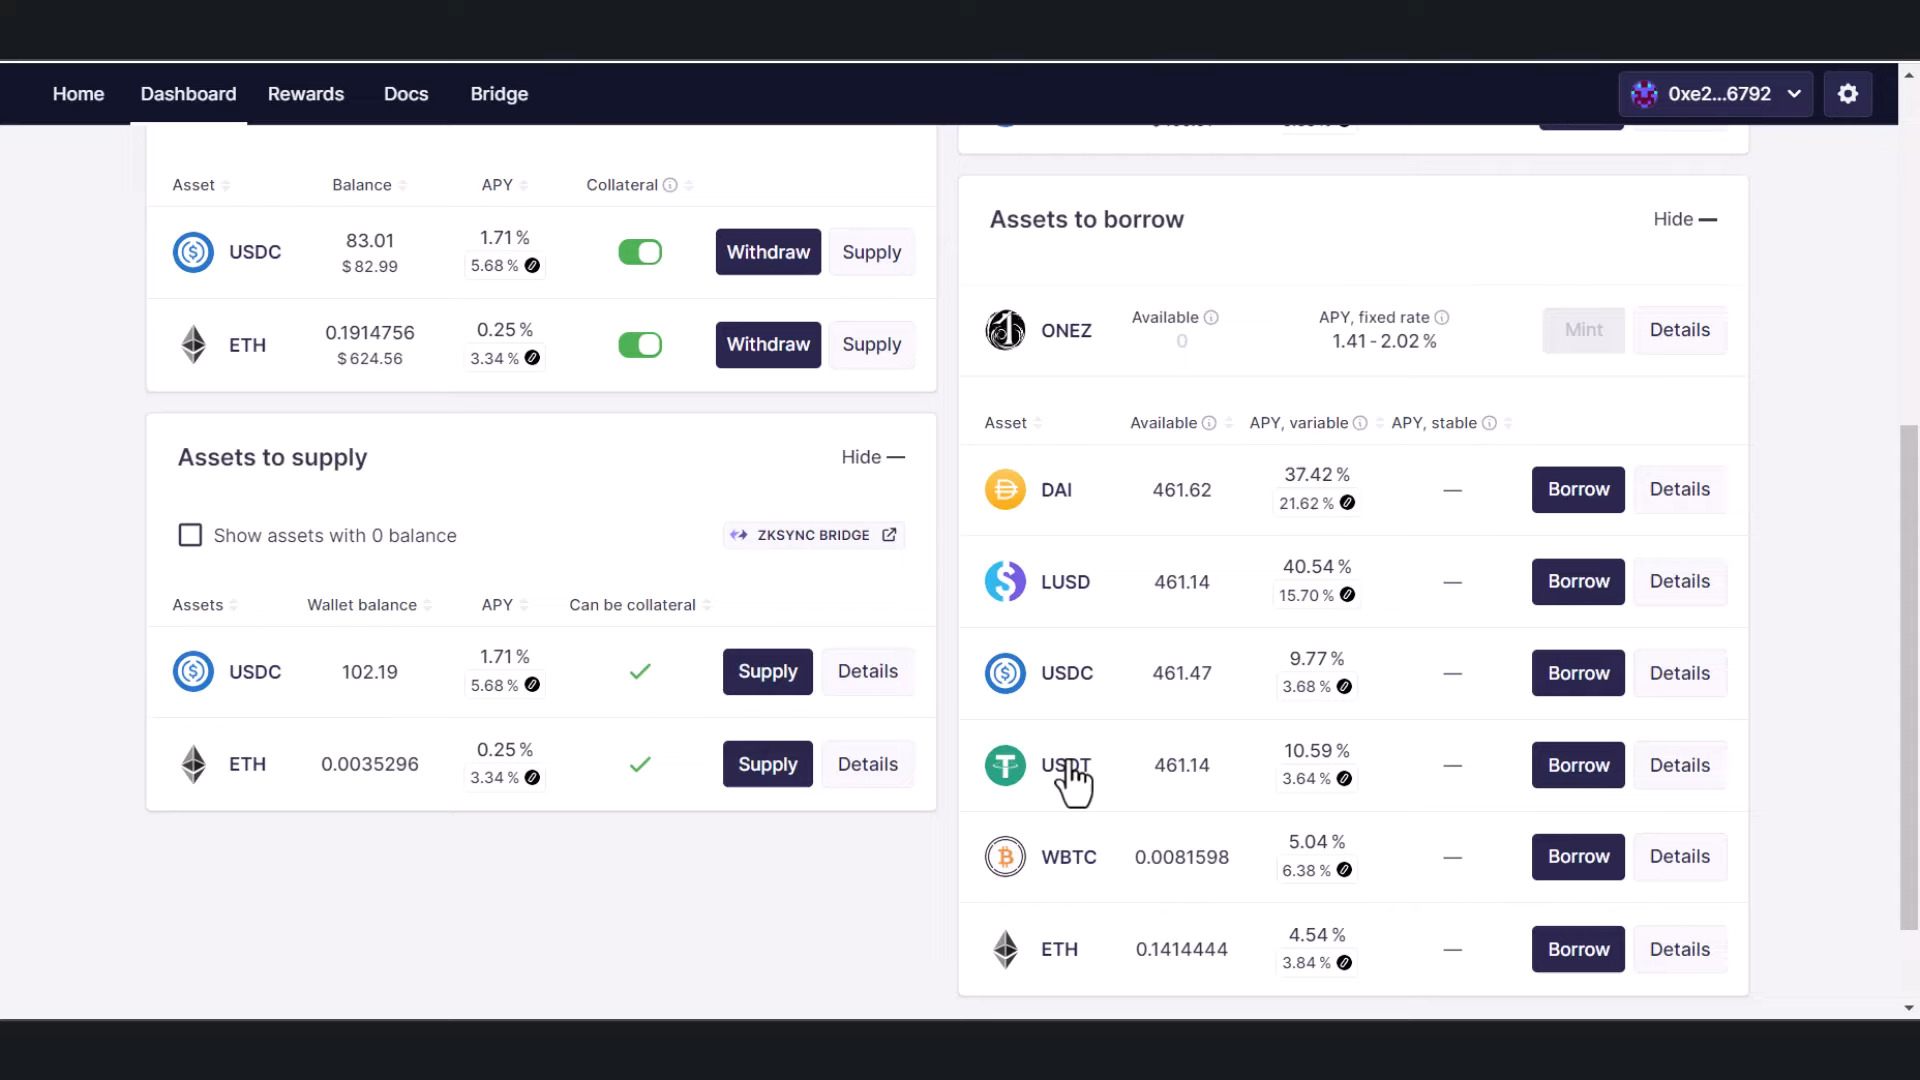 Home Dashboard Rewards Docs Bridge 0xe2...6792
Asset Balance APY Collateral
USDC 83.01 1.71 % Withdraw Supply
$ 82.99 5.68 %
ETH 0.1914756 0.25 % Withdraw Supply
$ 624.56 3.34 %
Assets to supply Hide —
Show assets with 0 balance ZKSYNC BRIDGE
Assets Wallet balance APY Can be collateral
USDC 102.19 1.71 % Supply Details
5.68 %
ETH 0.0035296 0.25 % Supply Details
3.34 %
Assets to borrow Hide —
ONEZ Available APY, fixed rate Mint Details
0 1.41 - 2.02 %
Asset Available APY, variable APY, stable
DAI 461.62 37.42 % — Borrow Details
21.62 %
LUSD 461.14 40.54 % — Borrow Details
15.70 %
USDC 461.47 9.77 % — Borrow Details
3.68 %
USDT 461.14 10.59 % — Borrow Details
3.64 %
WBTC 0.0081598 5.04 % — Borrow Details
6.38 %
ETH 0.1414444 4.54 % — Borrow Details
3.84 %